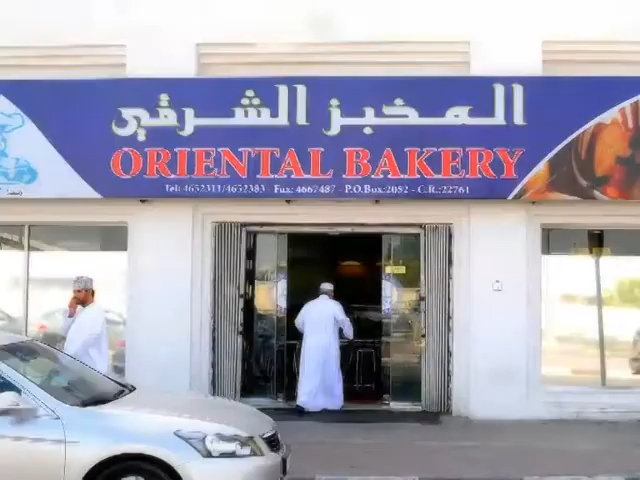 المخبز الشرقي
ORIENTAL BAKERY
Tel: 4652311/4652383 - Fax: 4667487 - P.O.Box:2052 - C.R.:22761